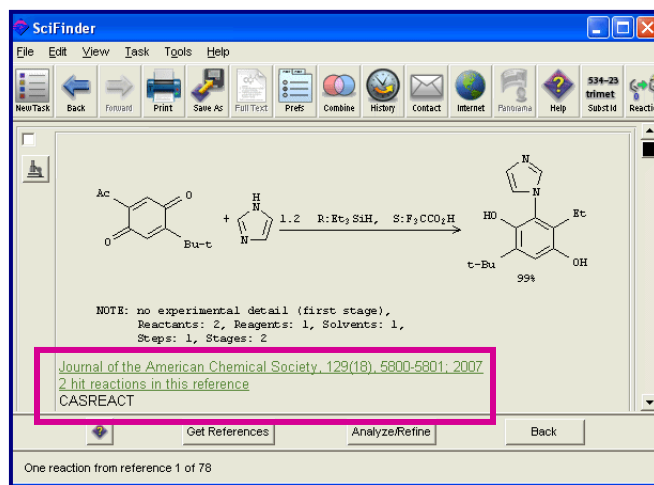 SciFinder
File Edit View Task Tools Help
New Task Back Forward Print Save As Full Text Prefs Combine History Contact Internet Panorama Help 534-23 trimet Subst Id Reacti
Ac
O
O
Bu-t
+
H
N
N
1.2 R:Et3SiH, S:F3CCO2H
N
N
HO
Et
t-Bu
OH
99%
NOTE: no experimental detail (first stage),
Reactants: 2, Reagents: 1, Solvents: 1,
Steps: 1, Stages: 2
Journal of the American Chemical Society, 129(18), 5800-5801; 2007
2 hit reactions in this reference
CASREACT
Get References Analyze/Refine Back
One reaction from reference 1 of 78